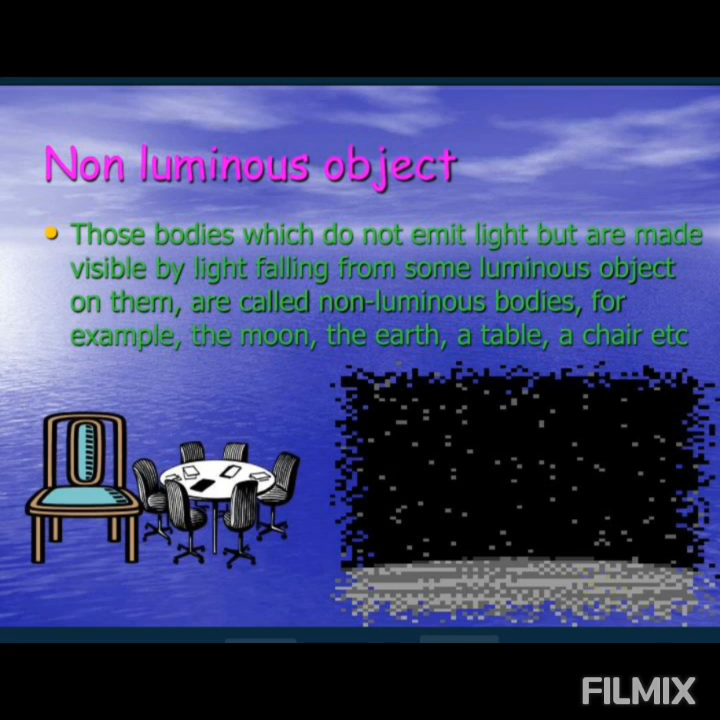 Non luminous object
Those bodies which do not emit light but are made
visible by light falling from some luminous object
on them, are called non-luminous bodies, for
example, the moon, the earth, a table, a chair etc
FILMIX